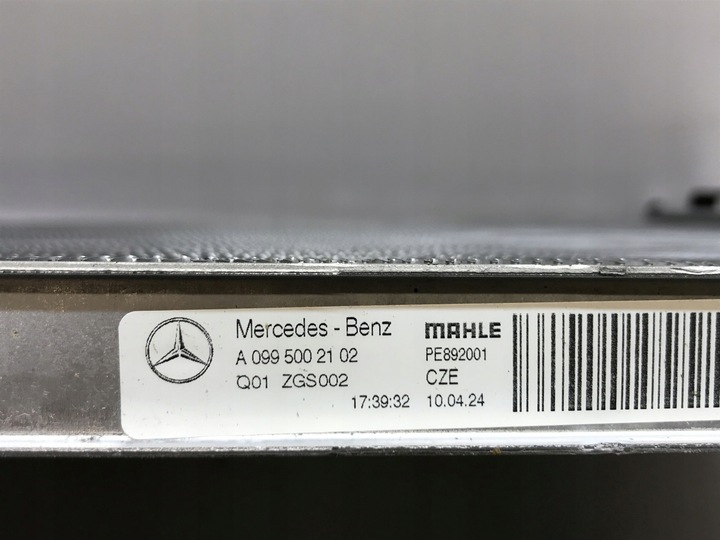 Mercedes - Benz MAHLE
A 099 500 21 02 PE892001
Q01 ZGS002 CZE
17:39:32 10.04.24